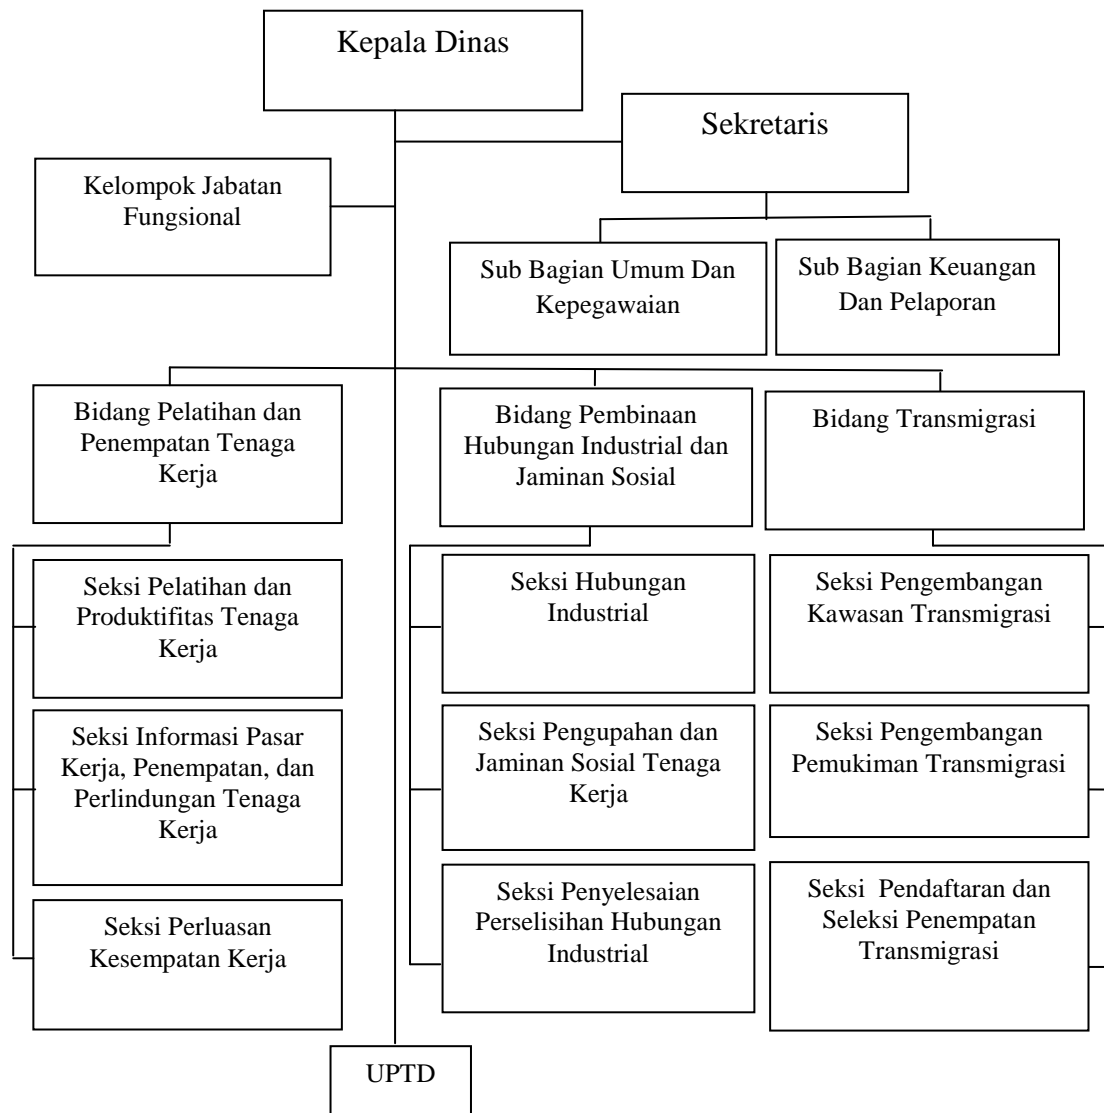 Kepala Dinas
Sekretaris
Kelompok Jabatan
Fungsional
Sub Bagian Umum Dan
Kepegawaian
Sub Bagian Keuangan
Dan Pelaporan
Bidang Pelatihan dan
Penempatan Tenaga
Kerja
Bidang Pembinaan
Hubungan Industrial dan
Jaminan Sosial
Bidang Transmigrasi
Seksi Pelatihan dan
Produktifitas Tenaga
Kerja
Seksi Hubungan
Industrial
Seksi Pengembangan
Kawasan Transmigrasi
Seksi Informasi Pasar
Kerja, Penempatan, dan
Perlindungan Tenaga
Kerja
Seksi Pengupahan dan
Jaminan Sosial Tenaga
Kerja
Seksi Pengembangan
Pemukiman Transmigrasi
Seksi Perluasan
Kesempatan Kerja
Seksi Penyelesaian
Perselisihan Hubungan
Industrial
Seksi Pendaftaran dan
Seleksi Penempatan
Transmigrasi
UPTD